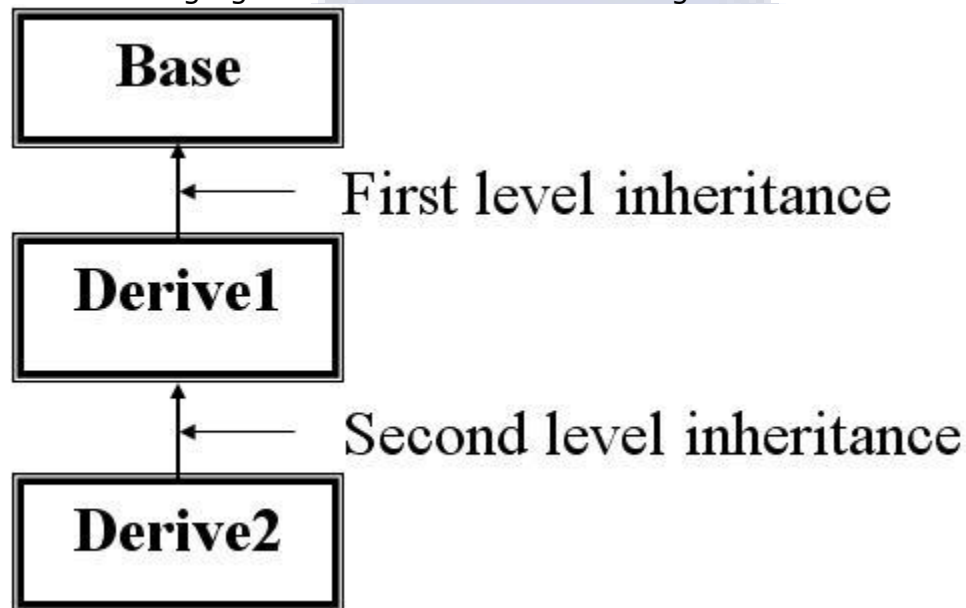 Base
First level inheritance
Derive1
Second level inheritance
Derive2